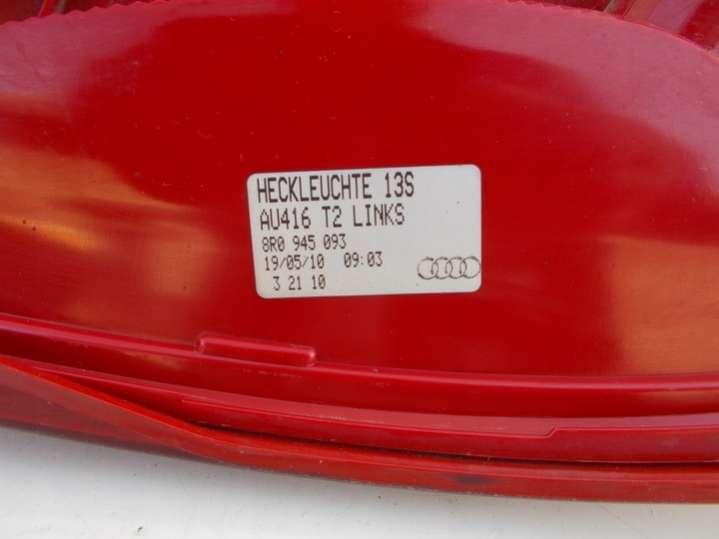 HECKLEUCHTE 13S
AU416 T2 LINKS
8R0 945 093
19/05/10 09:03
3 21 10